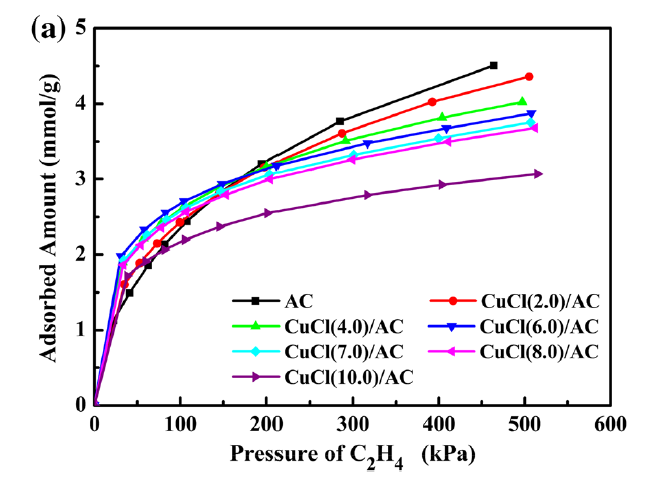 (a)
5
4
3
2
1
0
Adsorbed Amount (mmol/g)
AC
CuCl(2.0)/AC
CuCl(4.0)/AC
CuCl(6.0)/AC
CuCl(7.0)/AC
CuCl(8.0)/AC
CuCl(10.0)/AC
0 100 200 300 400 500 600
Pressure of C₂H₄ (kPa)